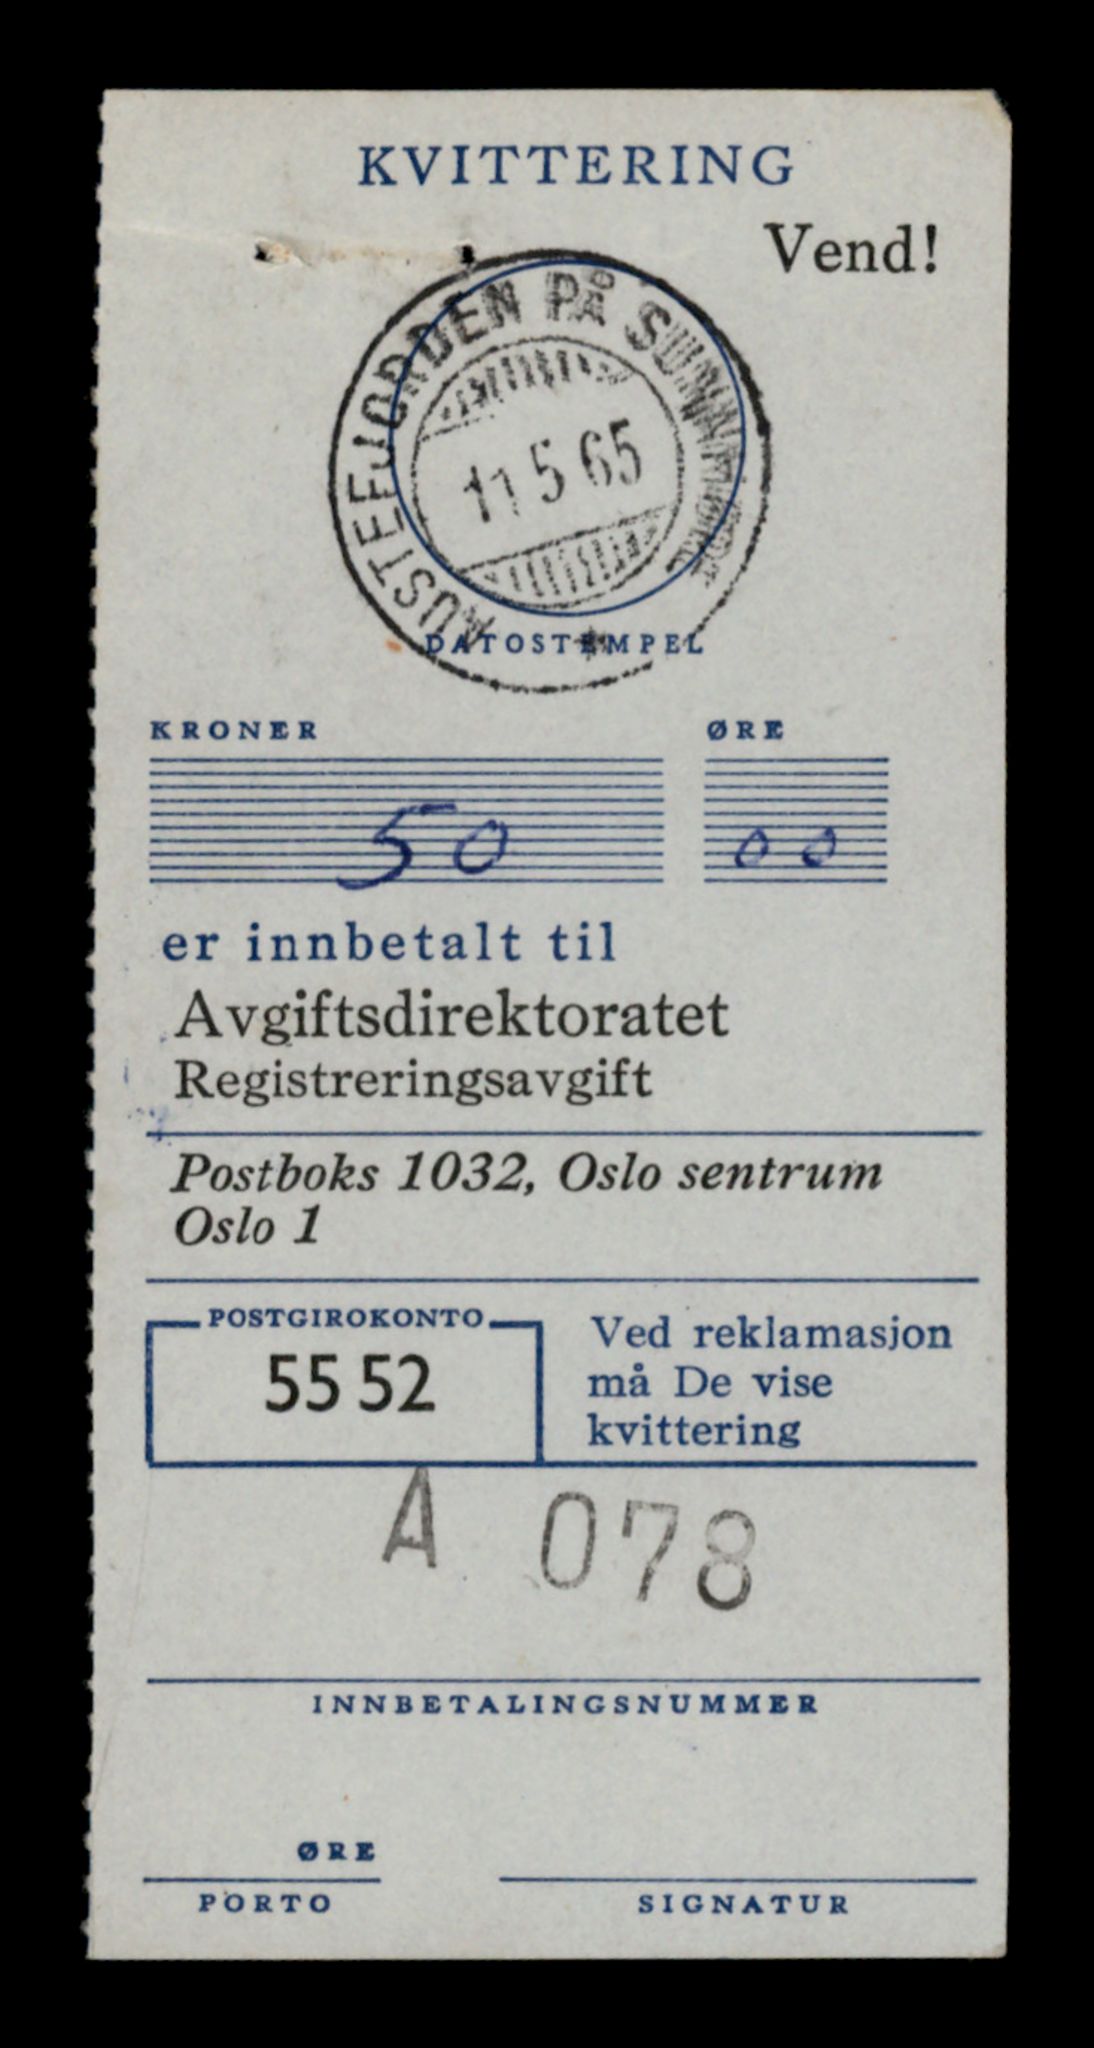 KVITTERING
Vend!
AUSTEFJORDEN PÅ SUNNMØRE
11 5 65
DATOSTEMPEL
KRONER ØRE
50 00
er innbetalt til
Avgiftsdirektoratet
Registreringsavgift
Postboks 1032, Oslo sentrum
Oslo 1
POSTGIROKONTO
55 52
Ved reklamasjon
må De vise
kvittering
A 078
INNBETALINGSNUMMER
ØRE
PORTO SIGNATUR